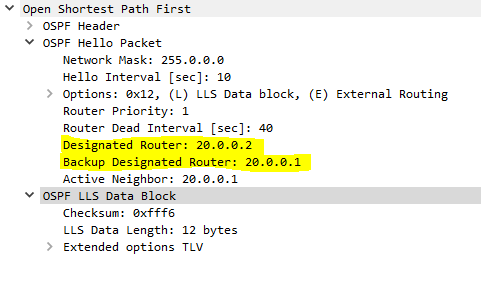 Open Shortest Path First
OSPF Header
OSPF Hello Packet
Network Mask: 255.0.0.0
Hello Interval [sec]: 10
Options: 0x12, (L) LLS Data block, (E) External Routing
Router Priority: 1
Router Dead Interval [sec]: 40
Designated Router: 20.0.0.2
Backup Designated Router: 20.0.0.1
Active Neighbor: 20.0.0.1
OSPF LLS Data Block
Checksum: 0xfff6
LLS Data Length: 12 bytes
Extended options TLV